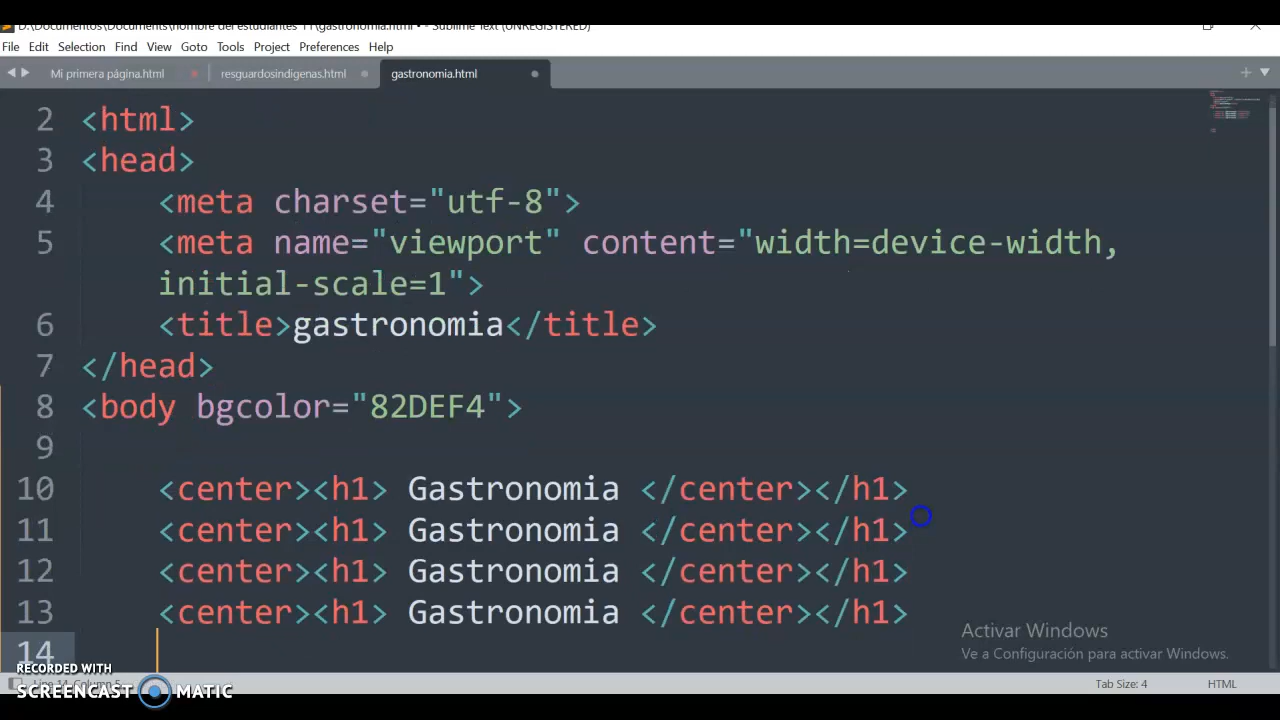 D:\Documentos\Documents\nombre del estudiantes 11\gastronomia.html • - Sublime Text (UNREGISTERED)
File Edit Selection Find View Goto Tools Project Preferences Help
Mi primera página.html resguardosindigenas.html gastronomia.html
2 <html>
3 <head>
4 <meta charset="utf-8">
5 <meta name="viewport" content="width=device-width,
initial-scale=1">
6 <title>gastronomia</title>
7 </head>
8 <body bgcolor="82DEF4">
9
10 <center><h1> Gastronomia </center></h1>
11 <center><h1> Gastronomia </center></h1>
12 <center><h1> Gastronomia </center></h1>
13 <center><h1> Gastronomia </center></h1>
14
Activar Windows
Ve a Configuración para activar Windows.
RECORDED WITH
SCREENCAST MATIC
Line 14, Column 5 Tab Size: 4 HTML